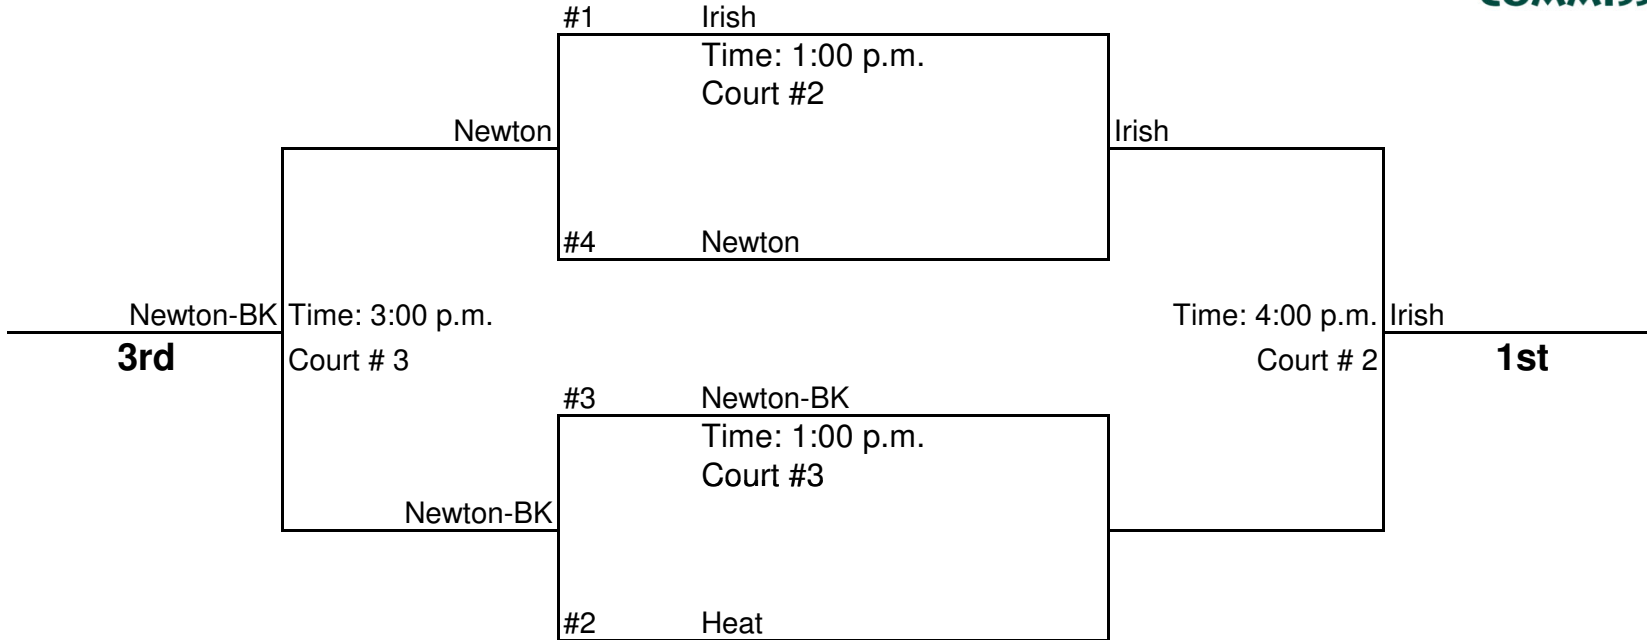 #1 Irish
Time: 1:00 p.m.
Court #2
Newton
Irish
#4 Newton
Newton-BK
Time: 3:00 p.m.
3rd
Court # 3
Time: 4:00 p.m.
Irish
Court # 2
1st
#3 Newton-BK
Time: 1:00 p.m.
Court #3
Newton-BK
#2 Heat